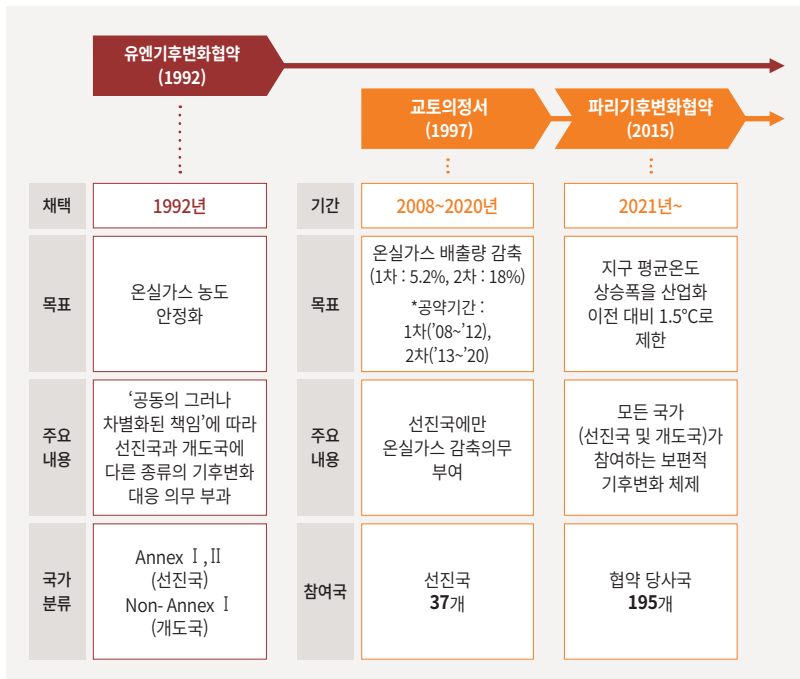 유엔기후변화협약
(1992)
교토의정서
(1997)
파리기후변화협약
(2015)
채택
1992년
기간
2008~2020년
2021년~
목표
온실가스 농도
안정화
목표
온실가스 배출량 감축
(1차 : 5.2%, 2차 : 18%)
*공약기간 :
1차('08~'12),
2차('13~'20)
지구 평균온도
상승폭을 산업화
이전 대비 1.5℃로
제한
주요
내용
‘공동의 그러나
차별화된 책임’에 따라
선진국과 개도국에
다른 종류의 기후변화
대응 의무 부과
주요
내용
선진국에만
온실가스 감축의무
부여
모든 국가
(선진국 및 개도국)가
참여하는 보편적
기후변화 체제
국가
분류
Annex Ⅰ,Ⅱ
(선진국)
Non- Annex Ⅰ
(개도국)
참여국
선진국
37개
협약 당사국
195개